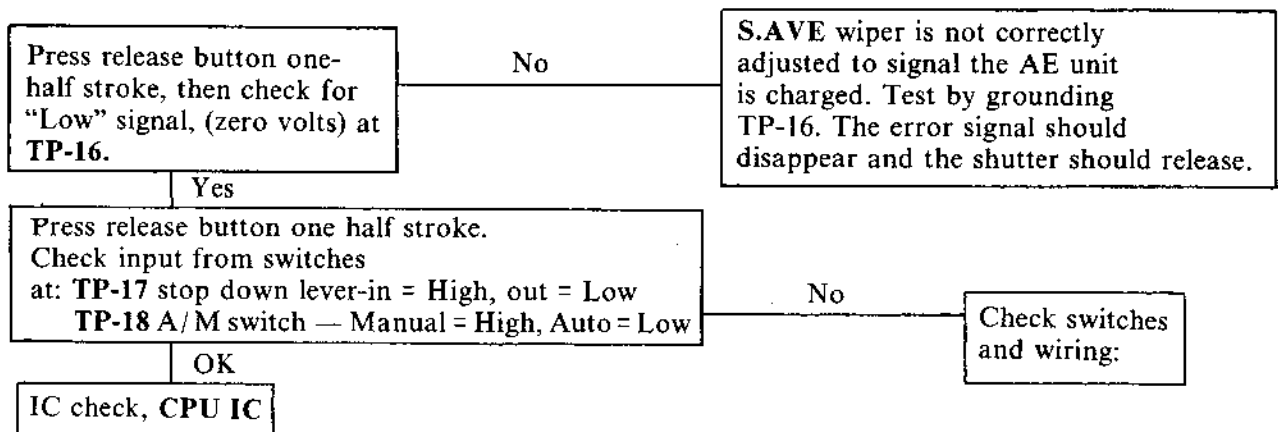 Press release button one-
half stroke, then check for
“Low” signal, (zero volts) at
TP-16.
No
S.AVE wiper is not correctly
adjusted to signal the AE unit
is charged. Test by grounding
TP-16. The error signal should
disappear and the shutter should release.
Yes
Press release button one half stroke.
Check input from switches
at: TP-17 stop down lever-in = High, out = Low
TP-18 A/M switch — Manual = High, Auto = Low
No
Check switches
and wiring:
OK
IC check, CPU IC